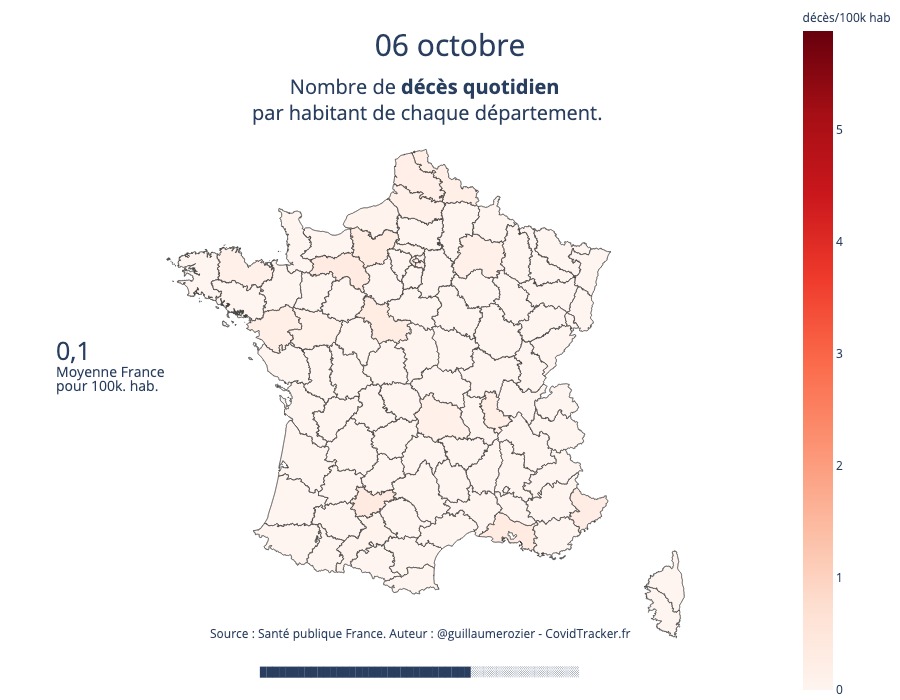 décès/100k hab
06 octobre
Nombre de décès quotidien
par habitant de chaque département.
5
4
0,1
Moyenne France
pour 100k. hab.
3
2
1
Source : Santé publique France. Auteur : @guillaumerozier - CovidTracker.fr
0